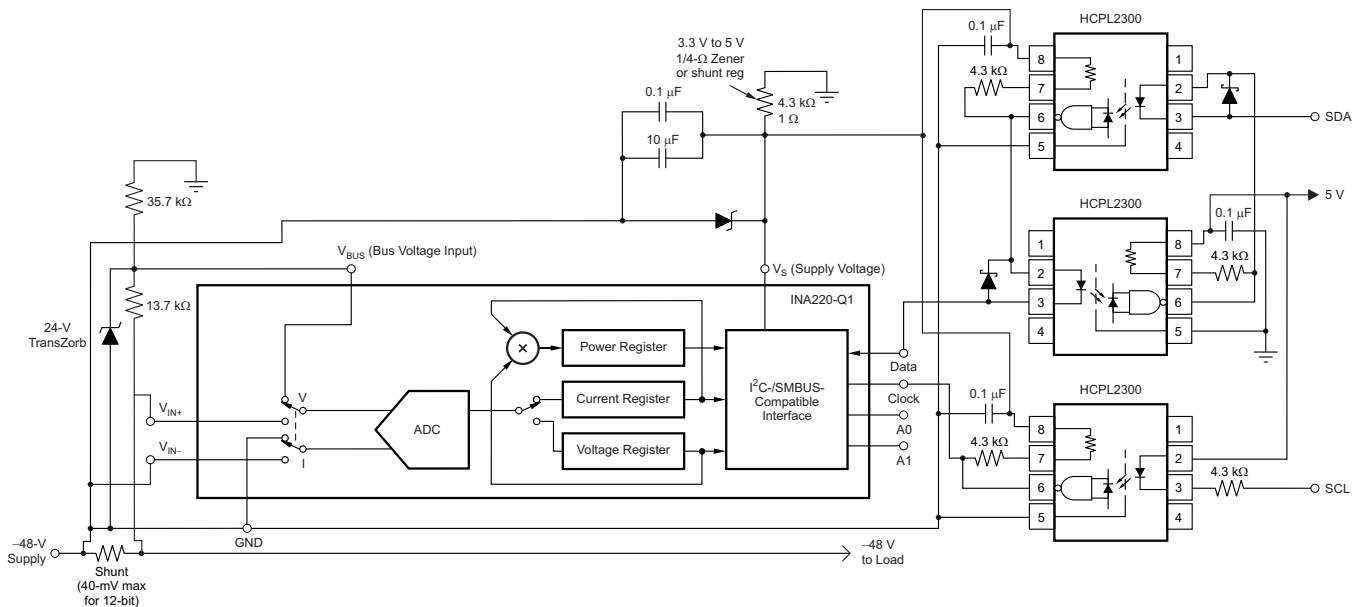 HCPL2300
0.1 μF
3.3 V to 5 V
1/4-Ω Zener
or shunt reg
4.3 kΩ
1 Ω
0.1 μF
10 μF
4.3 kΩ
8
7
6
5
1
2
3
4
SDA
35.7 kΩ
HCPL2300
5 V
0.1 μF
4.3 kΩ
1
2
3
4
8
7
6
5
VBUS (Bus Voltage Input)
VS (Supply Voltage)
13.7 kΩ
24-V
TransZorb
INA220-Q1
×
Power Register
Current Register
Voltage Register
I2C-/SMBUS-
Compatible
Interface
Data
Clock
A0
A1
ADC
V
I
VIN+
VIN–
HCPL2300
0.1 μF
4.3 kΩ
8
7
6
5
1
2
3
4
4.3 kΩ
SCL
GND
–48-V
Supply
Shunt
(40-mV max
for 12-bit)
–48 V
to Load